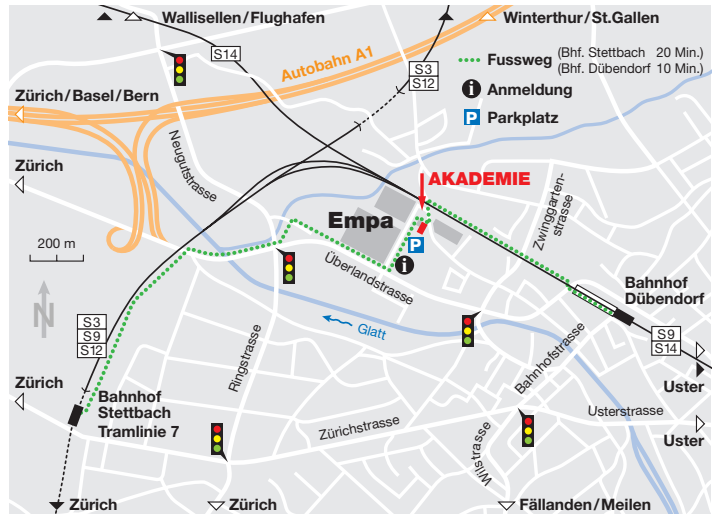 Wallisellen/Flughafen
Winterthur/St.Gallen
S14
Autobahn A1
S3
S12
Fussweg (Bhf. Stettbach 20 Min.)
(Bhf. Dübendorf 10 Min.)
i Anmeldung
P Parkplatz
Zürich/Basel/Bern
Neugutstrasse
Zürich
AKADEMIE
Empa
Zwinggarten-
strasse
P
i
200 m
Überlandstrasse
Bahnhof
Dübendorf
N
Glatt
S3
S9
S12
S9
S14
Ringstrasse
Bahnhofstrasse
Zürich
Uster
Bahnhof
Stettbach
Tramlinie 7
Zürichstrasse
Usterstrasse
Wilstrasse
Uster
Zürich
Zürich
Fällanden/Meilen